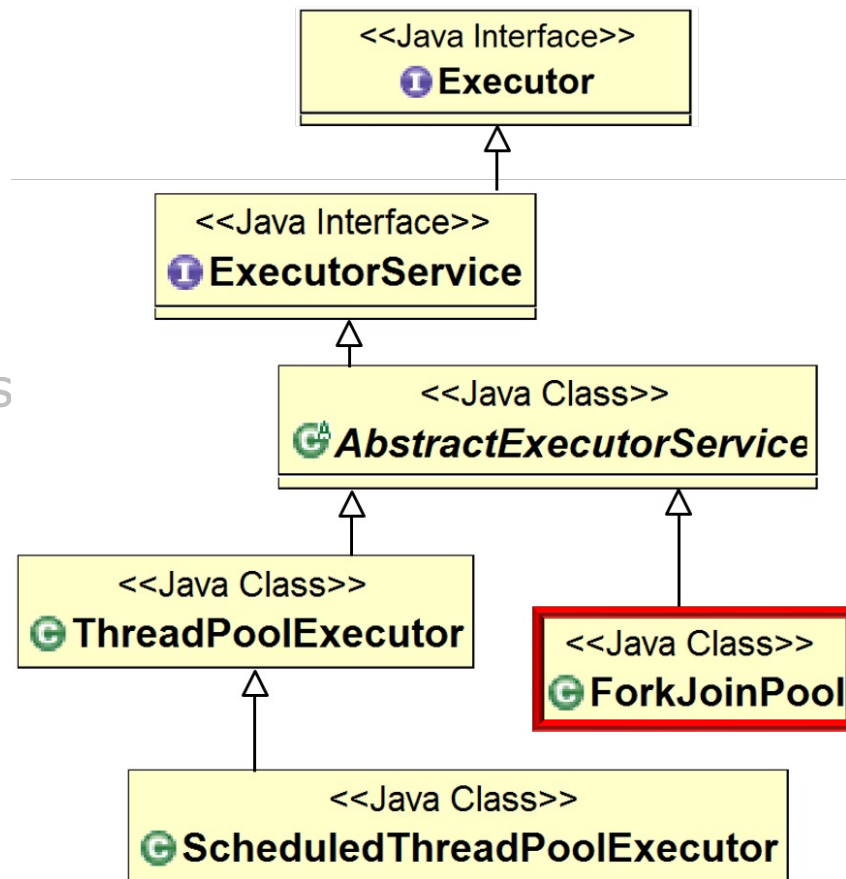 <<Java Interface>>
I Executor
<<Java Interface>>
I ExecutorService
s
<<Java Class>>
C A AbstractExecutorService
<<Java Class>>
C ThreadPoolExecutor
<<Java Class>>
C ForkJoinPool
<<Java Class>>
C ScheduledThreadPoolExecutor